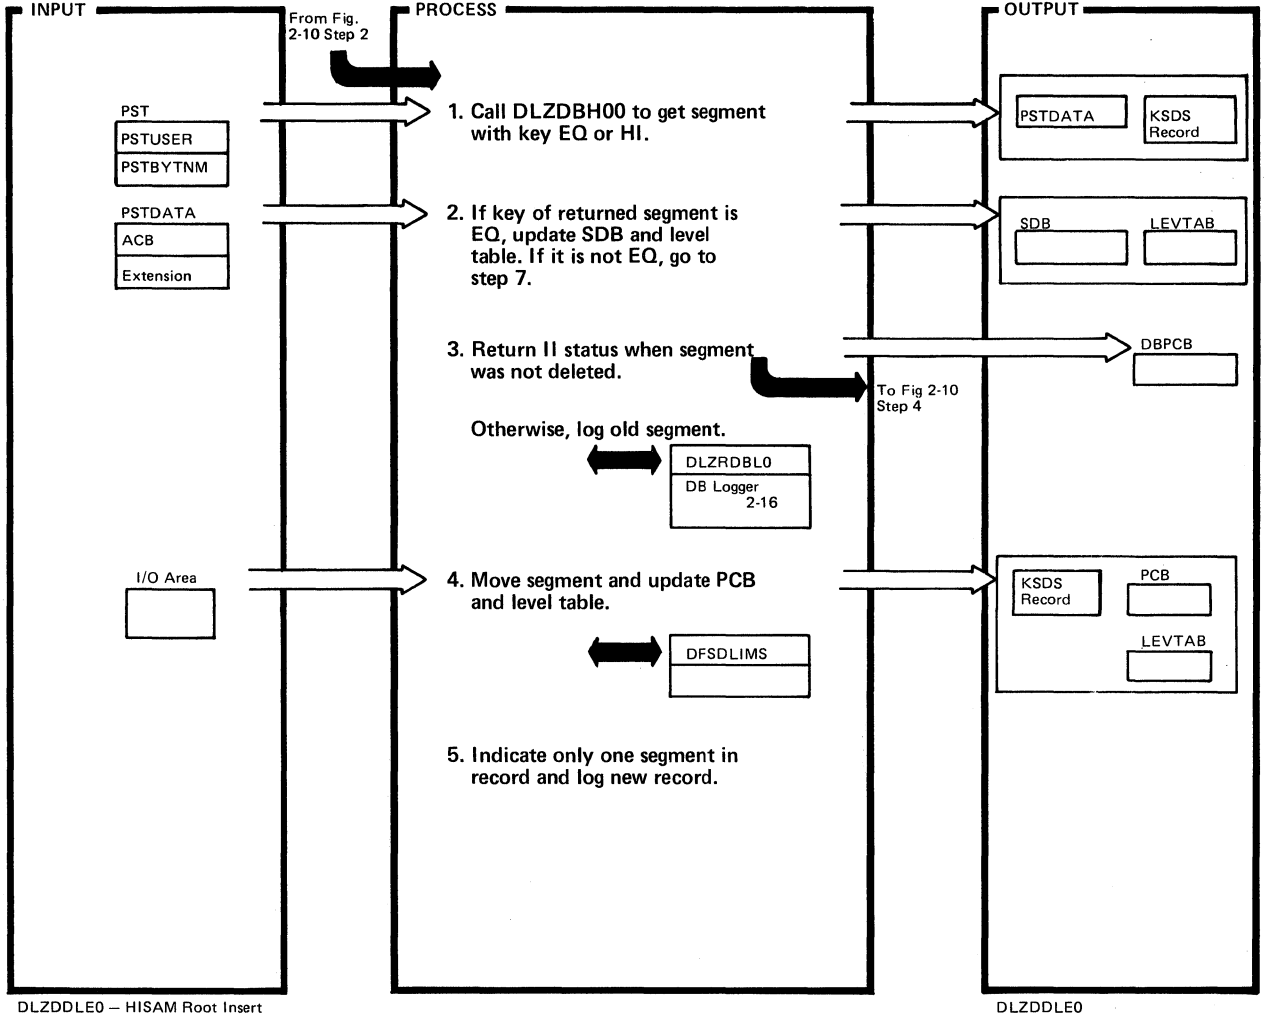 INPUT
From Fig.
2-10 Step 2
PROCESS
OUTPUT
PST
PSTUSER
PSTBYTNM
1. Call DLZDBH00 to get segment
with key EQ or HI.
PSTDATA
KSDS
Record
PSTDATA
ACB
Extension
2. If key of returned segment is
EQ, update SDB and level
table. If it is not EQ, go to
step 7.
SDB
LEVTAB
3. Return II status when segment
was not deleted.
To Fig 2-10
Step 4
DBPCB
Otherwise, log old segment.
DLZRDBL0
DB Logger
2-16
I/O Area
4. Move segment and update PCB
and level table.
DFSDLIMS
KSDS
Record
PCB
LEVTAB
5. Indicate only one segment in
record and log new record.
DLZDDLE0 — HISAM Root Insert
DLZDDLE0